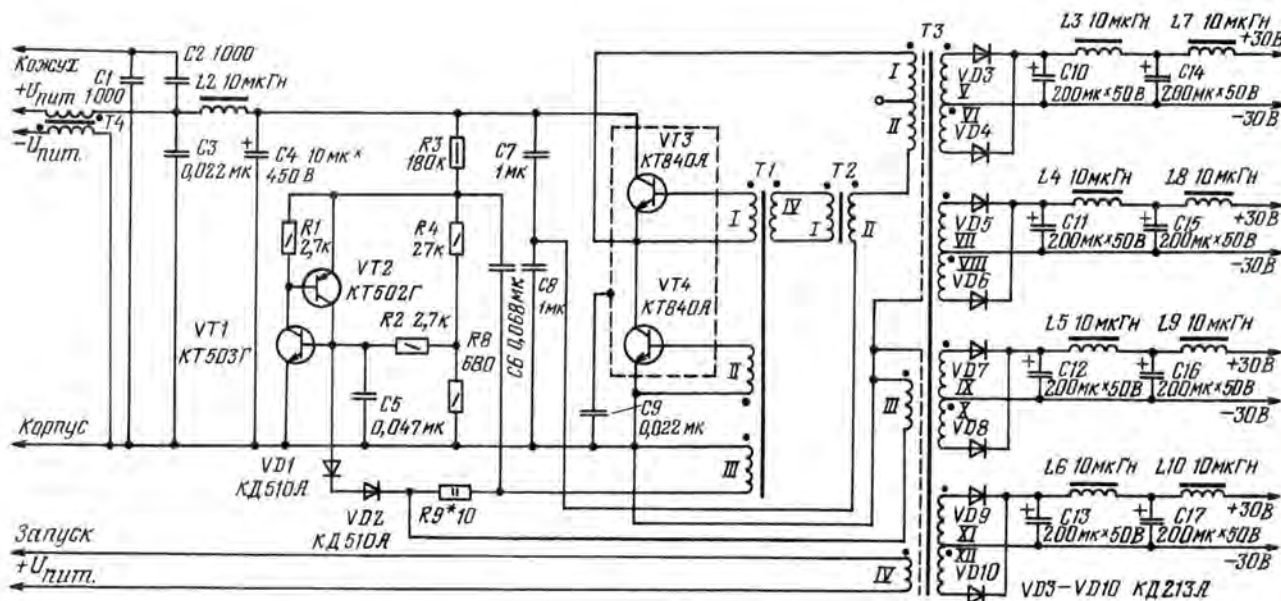 Кожух
C1
1000
C2 1000
L2 10мкГн
+Uпит
T4
-Uпит.
C3
0,022мк
C4 10мк×
450В
R3
180к
C7
1мк
R1
2,7к
R4
27к
VT2
КТ502Г
VT1
КТ503Г
R2 2,7к
R8
680
C6 0,068мк
C8
1мк
C5
0,047мк
VT3
КТ840А
VT4
КТ840А
C9
0,022мк
Корпус
VD1
КД510А
VD2
КД510А
R9*10
Запуск
+Uпит.
T1
I
II
III
IV
T2
I
II
T3
I
II
III
IV
VD3
V
VI
VD4
L3 10мкГн
L7 10мкГн
+30В
C10
200мк×50В
C14
200мк×50В
-30В
VD5
VII
VIII
VD6
L4 10мкГн
L8 10мкГн
+30В
C11
200мк×50В
C15
200мк×50В
-30В
VD7
IX
X
VD8
L5 10мкГн
L9 10мкГн
+30В
C12
200мк×50В
C16
200мк×50В
-30В
VD9
XI
XII
VD10
L6 10мкГн
L10 10мкГн
+30В
C13
200мк×50В
C17
200мк×50В
-30В
VD3-VD10 КД213А